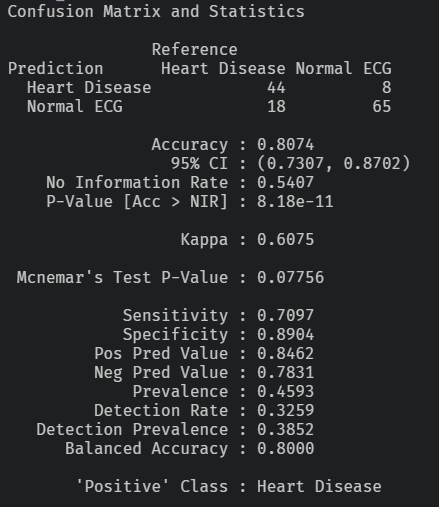 Confusion Matrix and Statistics
Reference
Prediction Heart Disease Normal ECG
Heart Disease 44 8
Normal ECG 18 65
Accuracy : 0.8074
95% CI : (0.7307, 0.8702)
No Information Rate : 0.5407
P-Value [Acc > NIR] : 8.18e-11
Kappa : 0.6075
Mcnemar's Test P-Value : 0.07756
Sensitivity : 0.7097
Specificity : 0.8904
Pos Pred Value : 0.8462
Neg Pred Value : 0.7831
Prevalence : 0.4593
Detection Rate : 0.3259
Detection Prevalence : 0.3852
Balanced Accuracy : 0.8000
'Positive' Class : Heart Disease